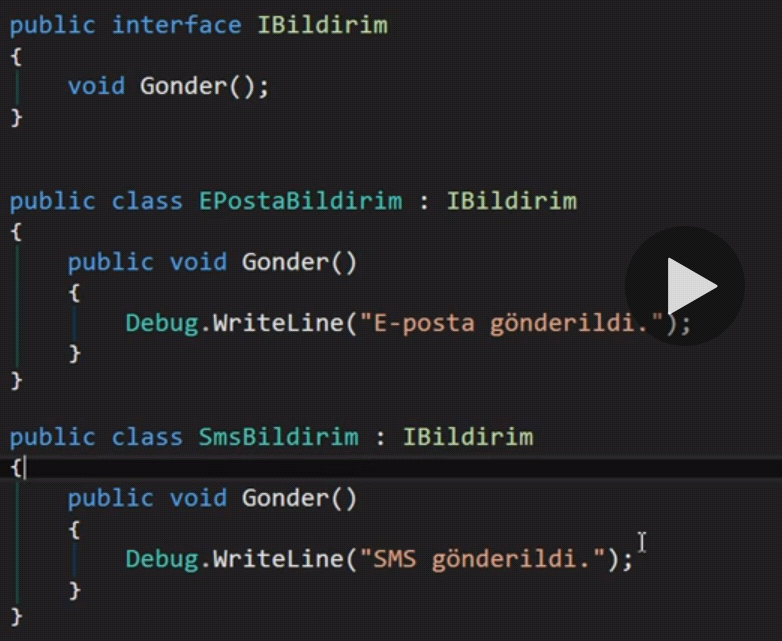 public interface IBildirim
{
    void Gonder();
}
public class EPostaBildirim : IBildirim
{
    public void Gonder()
    {
        Debug.WriteLine("E-posta gönderildi.");
    }
}
public class SmsBildirim : IBildirim
{
    public void Gonder()
    {
        Debug.WriteLine("SMS gönderildi.");
    }
}